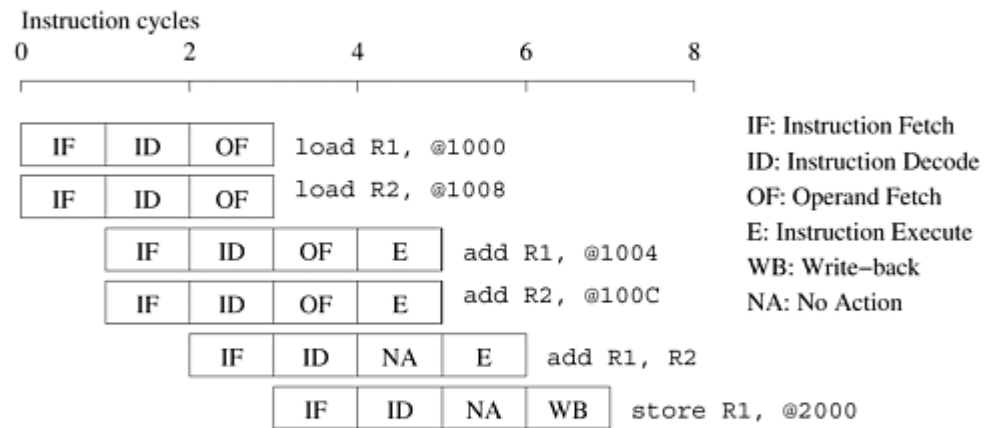 Instruction cycles
0 2 4 6 8
IF ID OF load R1, @1000
IF ID OF load R2, @1008
IF ID OF E add R1, @1004
IF ID OF E add R2, @100C
IF ID NA E add R1, R2
IF ID NA WB store R1, @2000
IF: Instruction Fetch
ID: Instruction Decode
OF: Operand Fetch
E: Instruction Execute
WB: Write−back
NA: No Action